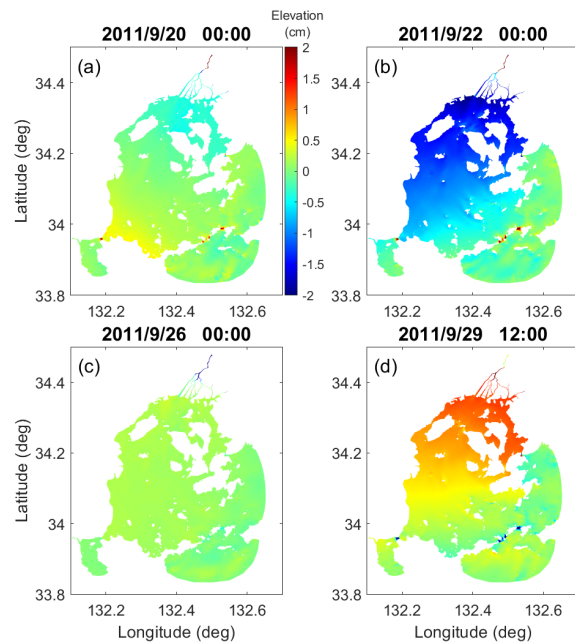 Elevation
(cm)
2011/9/20 00:00
2011/9/22 00:00
(a)
(b)
34.4
34.2
34
33.8
Latitude (deg)
2
1.5
1
0.5
0
-0.5
-1
-1.5
-2
34.4
34.2
34
33.8
Latitude (deg)
132.2 132.4 132.6
132.2 132.4 132.6
2011/9/26 00:00
2011/9/29 12:00
(c)
(d)
34.4
34.2
34
33.8
Latitude (deg)
34.4
34.2
34
33.8
Latitude (deg)
132.2 132.4 132.6
132.2 132.4 132.6
Longitude (deg)
Longitude (deg)